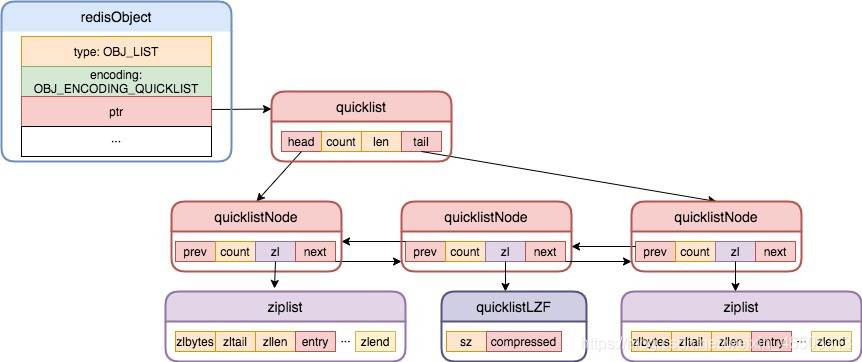 redisObject
type: OBJ_LIST
encoding:
OBJ_ENCODING_QUICKLIST
ptr
...
quicklist
head count len tail
quicklistNode quicklistNode quicklistNode
prev count zl next prev count zl next prev count zl next
ziplist quicklistLZF ziplist
zlbytes zltail zllen entry ... zlend sz compressed zlbytes zltail zllen entry ... zlend